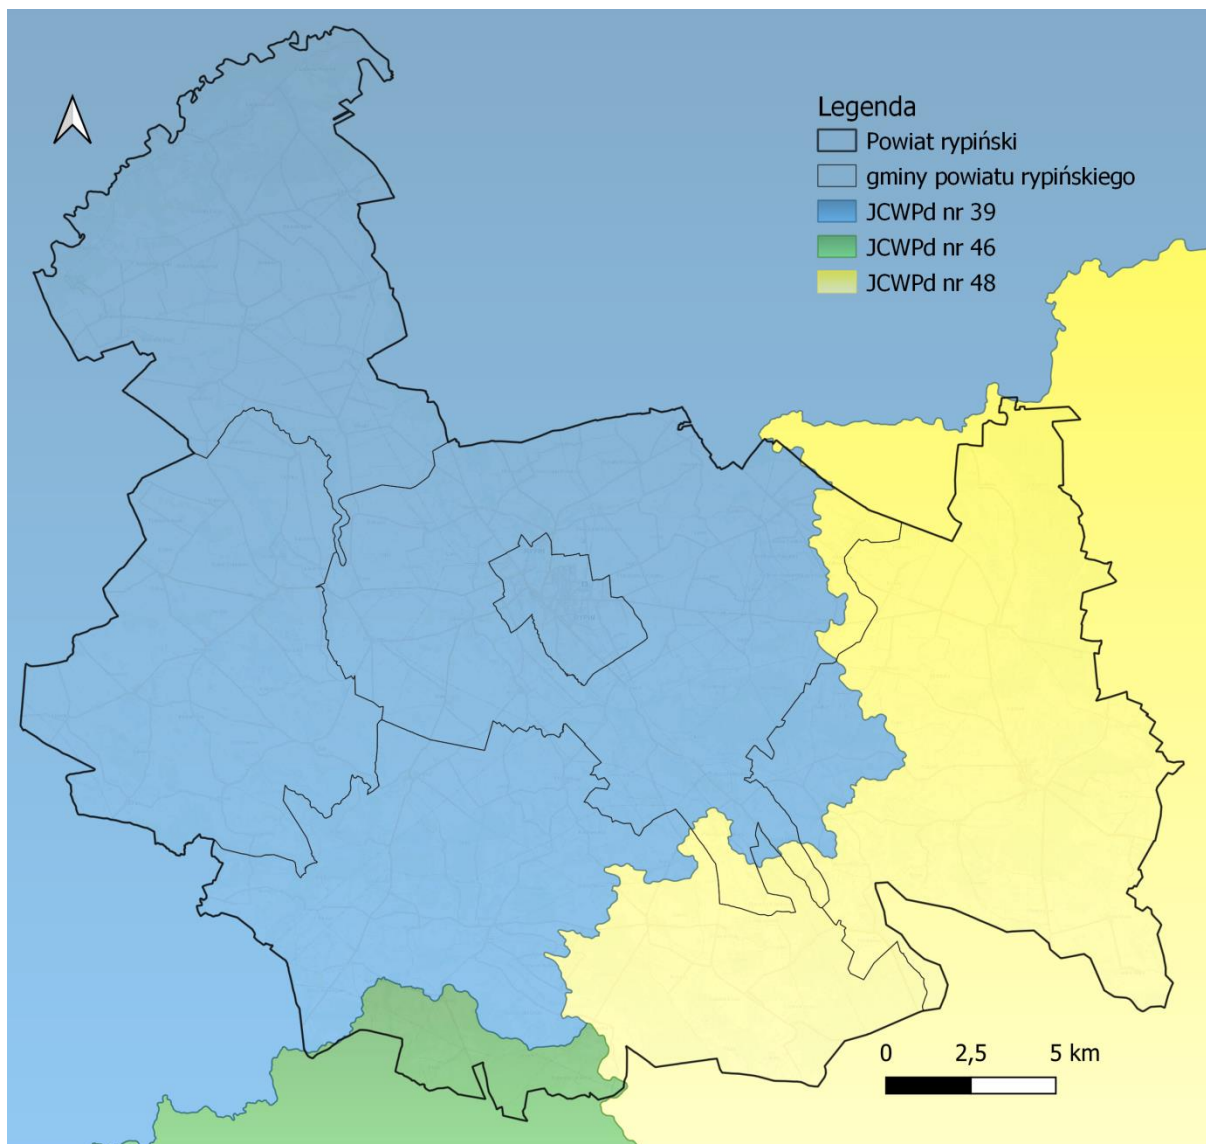 Legenda
Powiat rypiński
gminy powiatu rypińskiego
JCWPd nr 39
JCWPd nr 46
JCWPd nr 48
0 2,5 5 km